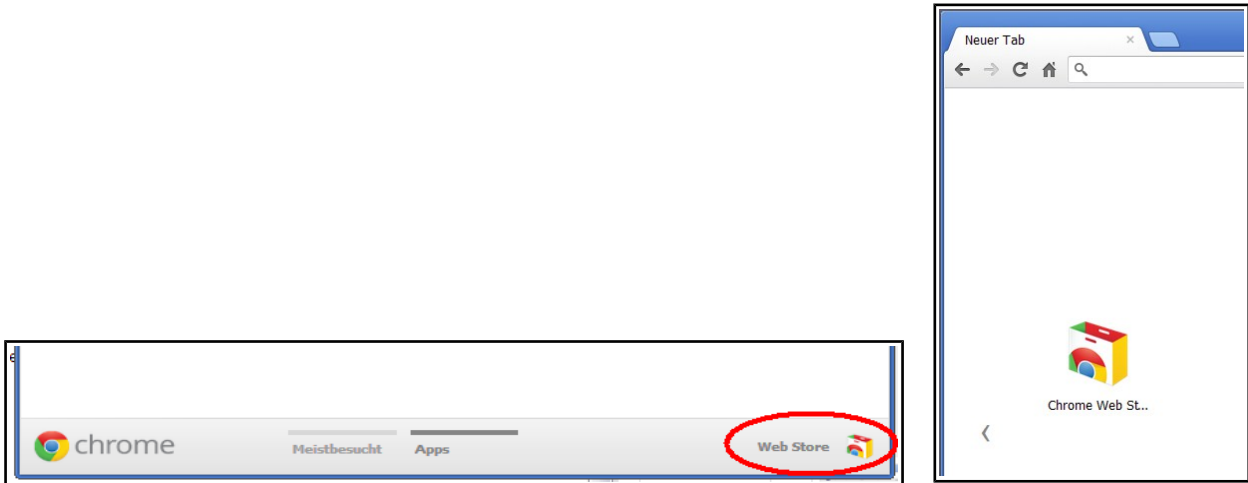 Neuer Tab
Chrome Web St...
e
chrome
Meistbesucht Apps Web Store